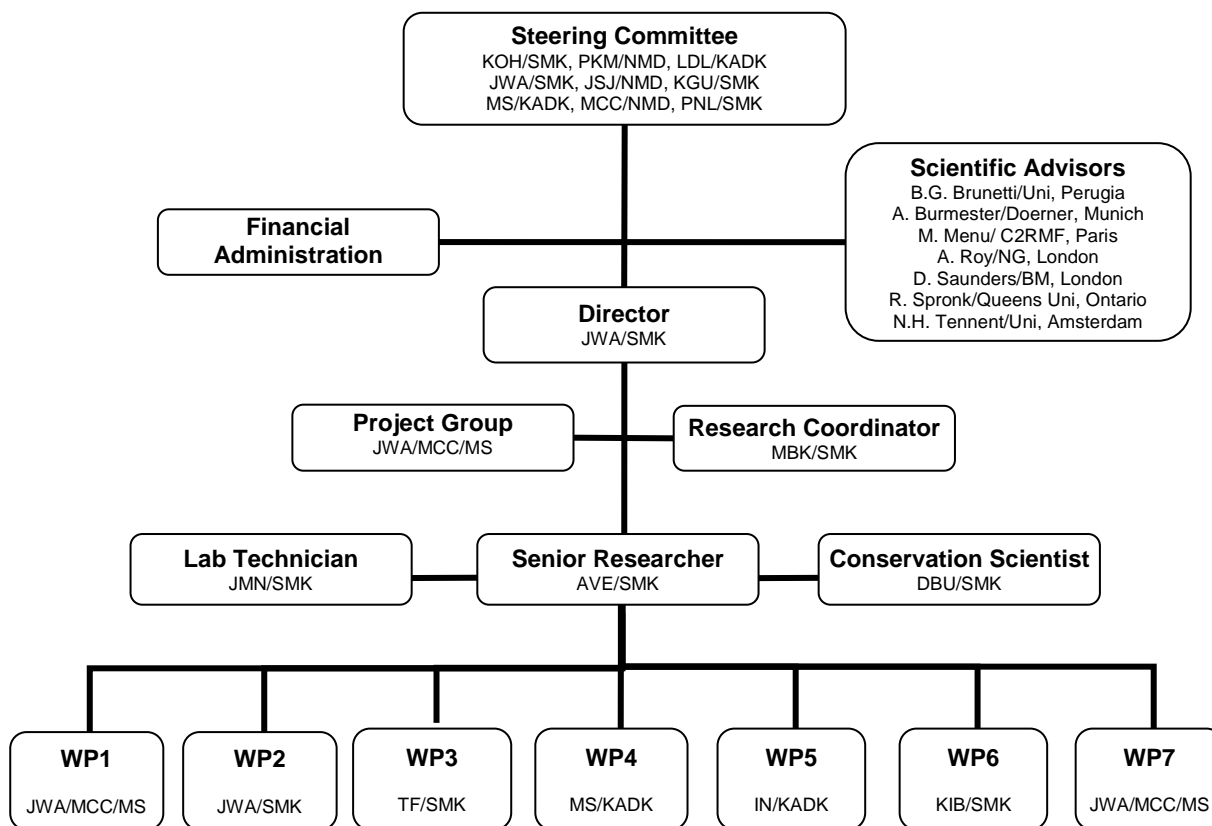 Steering Committee
KOH/SMK, PKM/NMD, LDL/KADK
JWA/SMK, JSJ/NMD, KGU/SMK
MS/KADK, MCC/NMD, PNL/SMK
Scientific Advisors
B.G. Brunetti/Uni, Perugia
A. Burmester/Doerner, Munich
M. Menu/ C2RMF, Paris
A. Roy/NG, London
D. Saunders/BM, London
R. Spronk/Queens Uni, Ontario
N.H. Tennent/Uni, Amsterdam
Financial
Administration
Director
JWA/SMK
Project Group
JWA/MCC/MS
Research Coordinator
MBK/SMK
Lab Technician
JMN/SMK
Senior Researcher
AVE/SMK
Conservation Scientist
DBU/SMK
WP1
JWA/MCC/MS
WP2
JWA/SMK
WP3
TF/SMK
WP4
MS/KADK
WP5
IN/KADK
WP6
KIB/SMK
WP7
JWA/MCC/MS